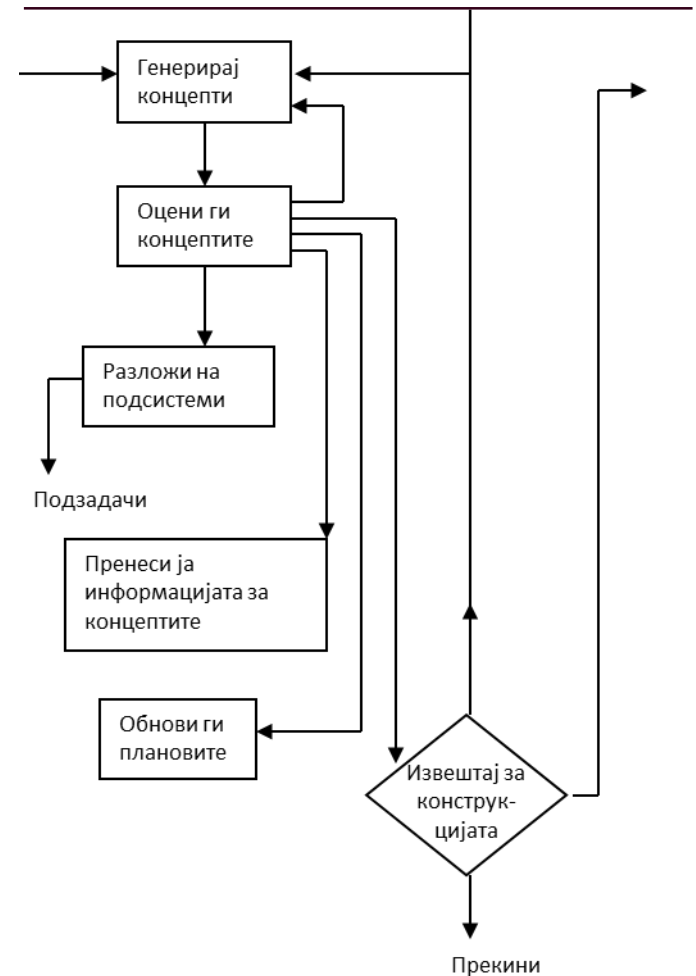 Генерирај
концепти
Оцени ги
концептите
Разложи на
подсистеми
Подзадачи
Пренеси ја
информацијата за
концептите
Обнови ги
плановите
Извештај за
конструк-
цијата
Прекини